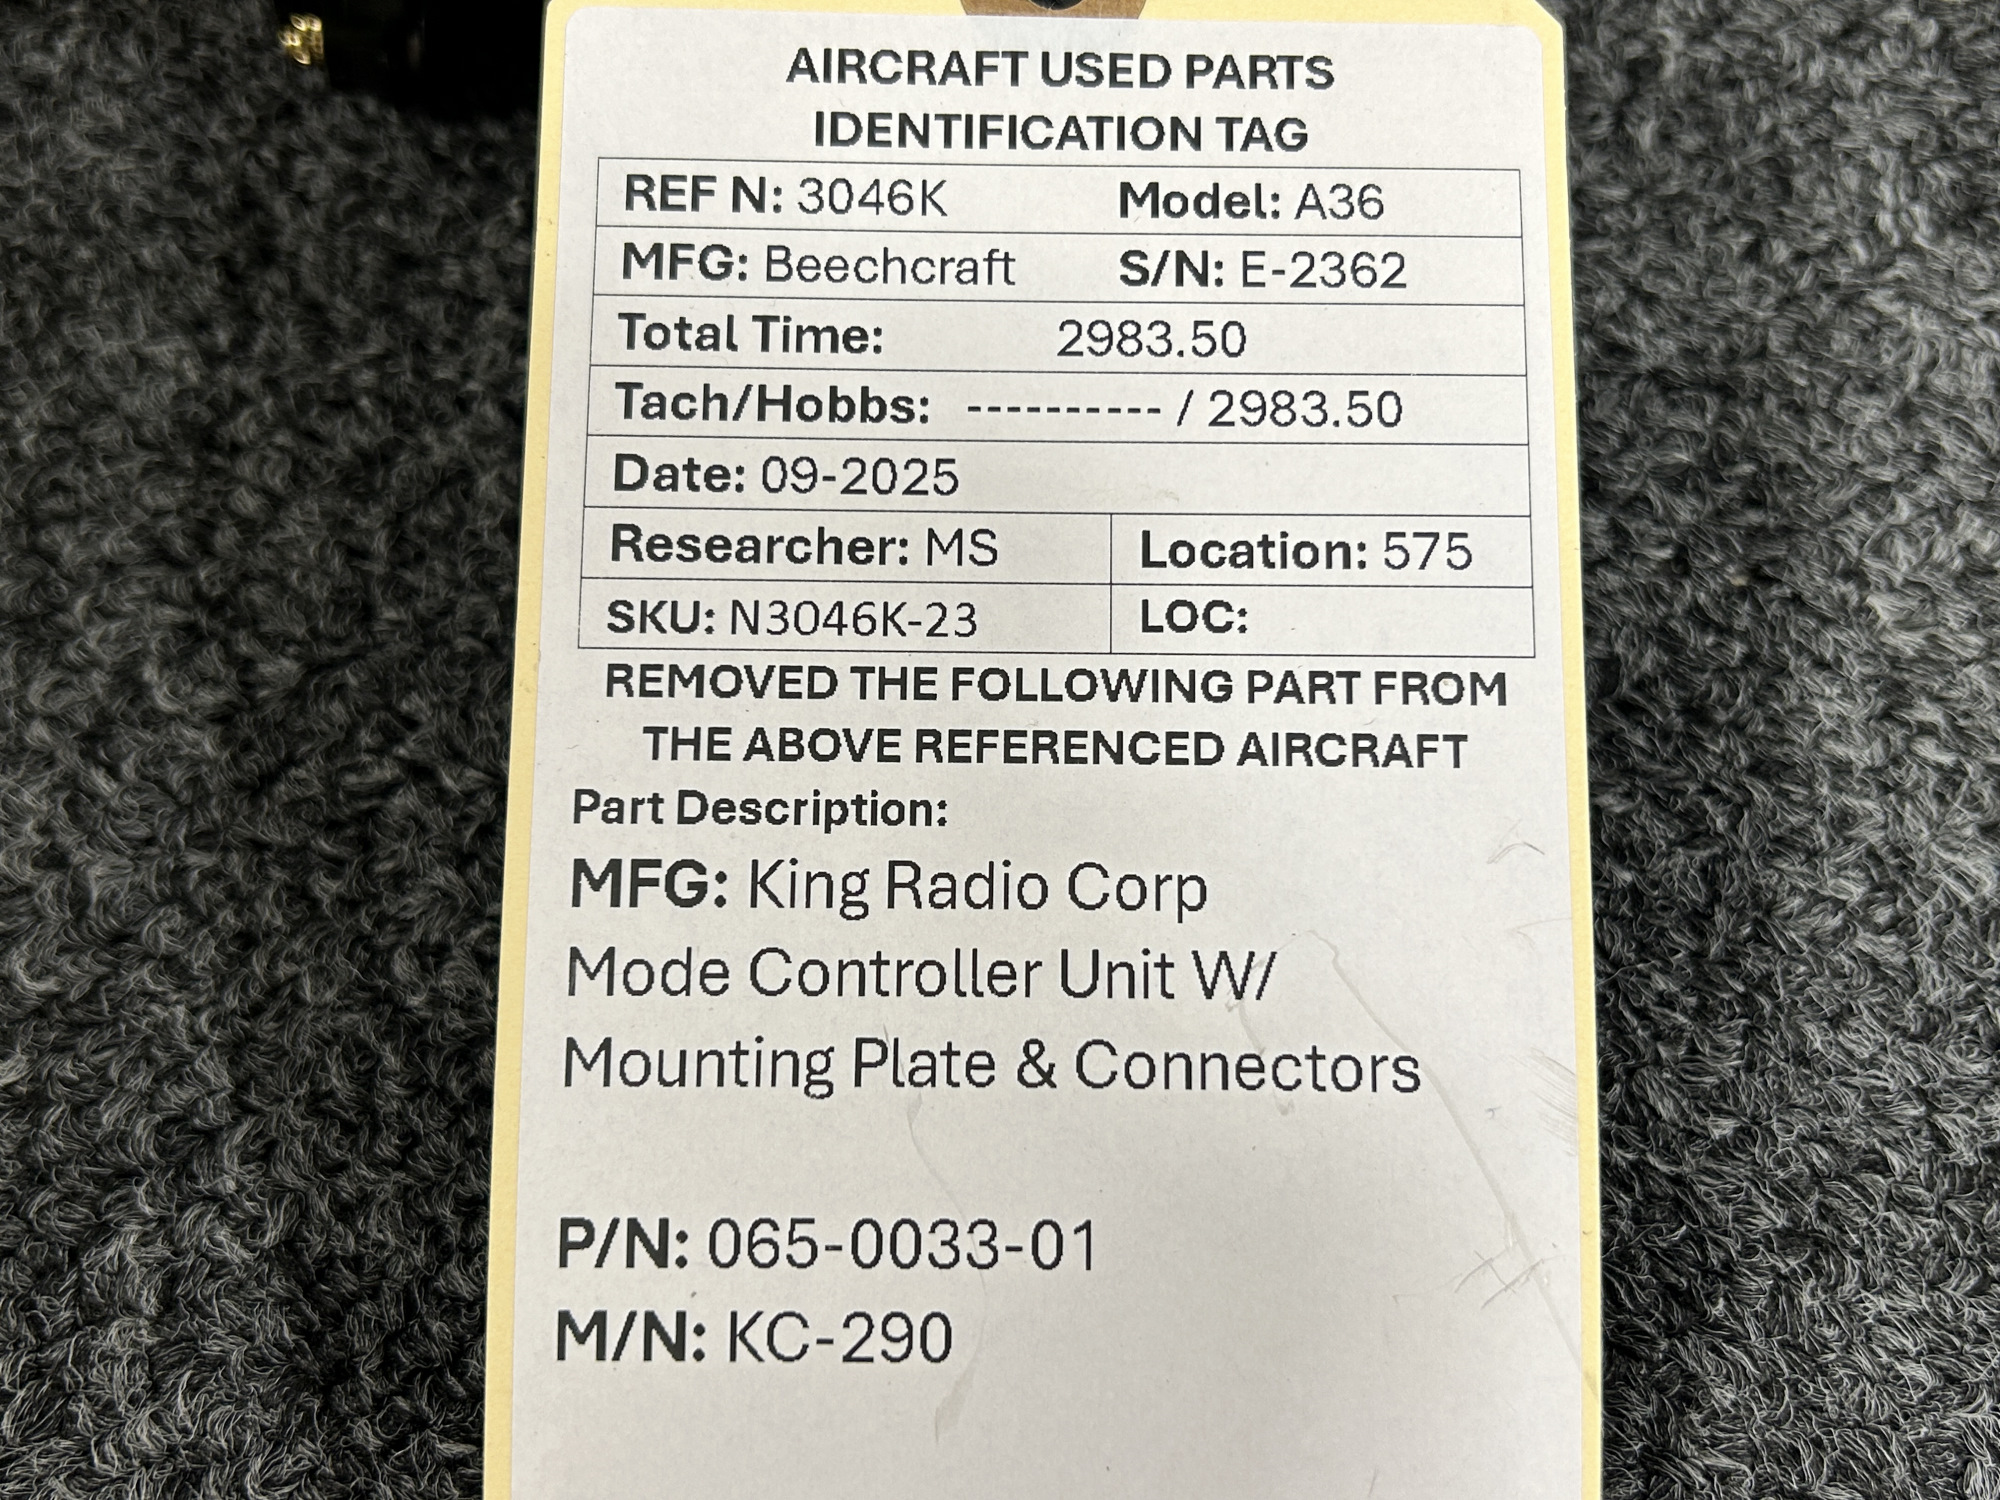 AIRCRAFT USED PARTS
IDENTIFICATION TAG
REF N: 3046K Model: A36
MFG: Beechcraft S/N: E-2362
Total Time: 2983.50
Tach/Hobbs: ---------- / 2983.50
Date: 09-2025
Researcher: MS Location: 575
SKU: N3046K-23 LOC:
REMOVED THE FOLLOWING PART FROM
THE ABOVE REFERENCED AIRCRAFT
Part Description:
MFG: King Radio Corp
Mode Controller Unit W/
Mounting Plate & Connectors
P/N: 065-0033-01
M/N: KC-290